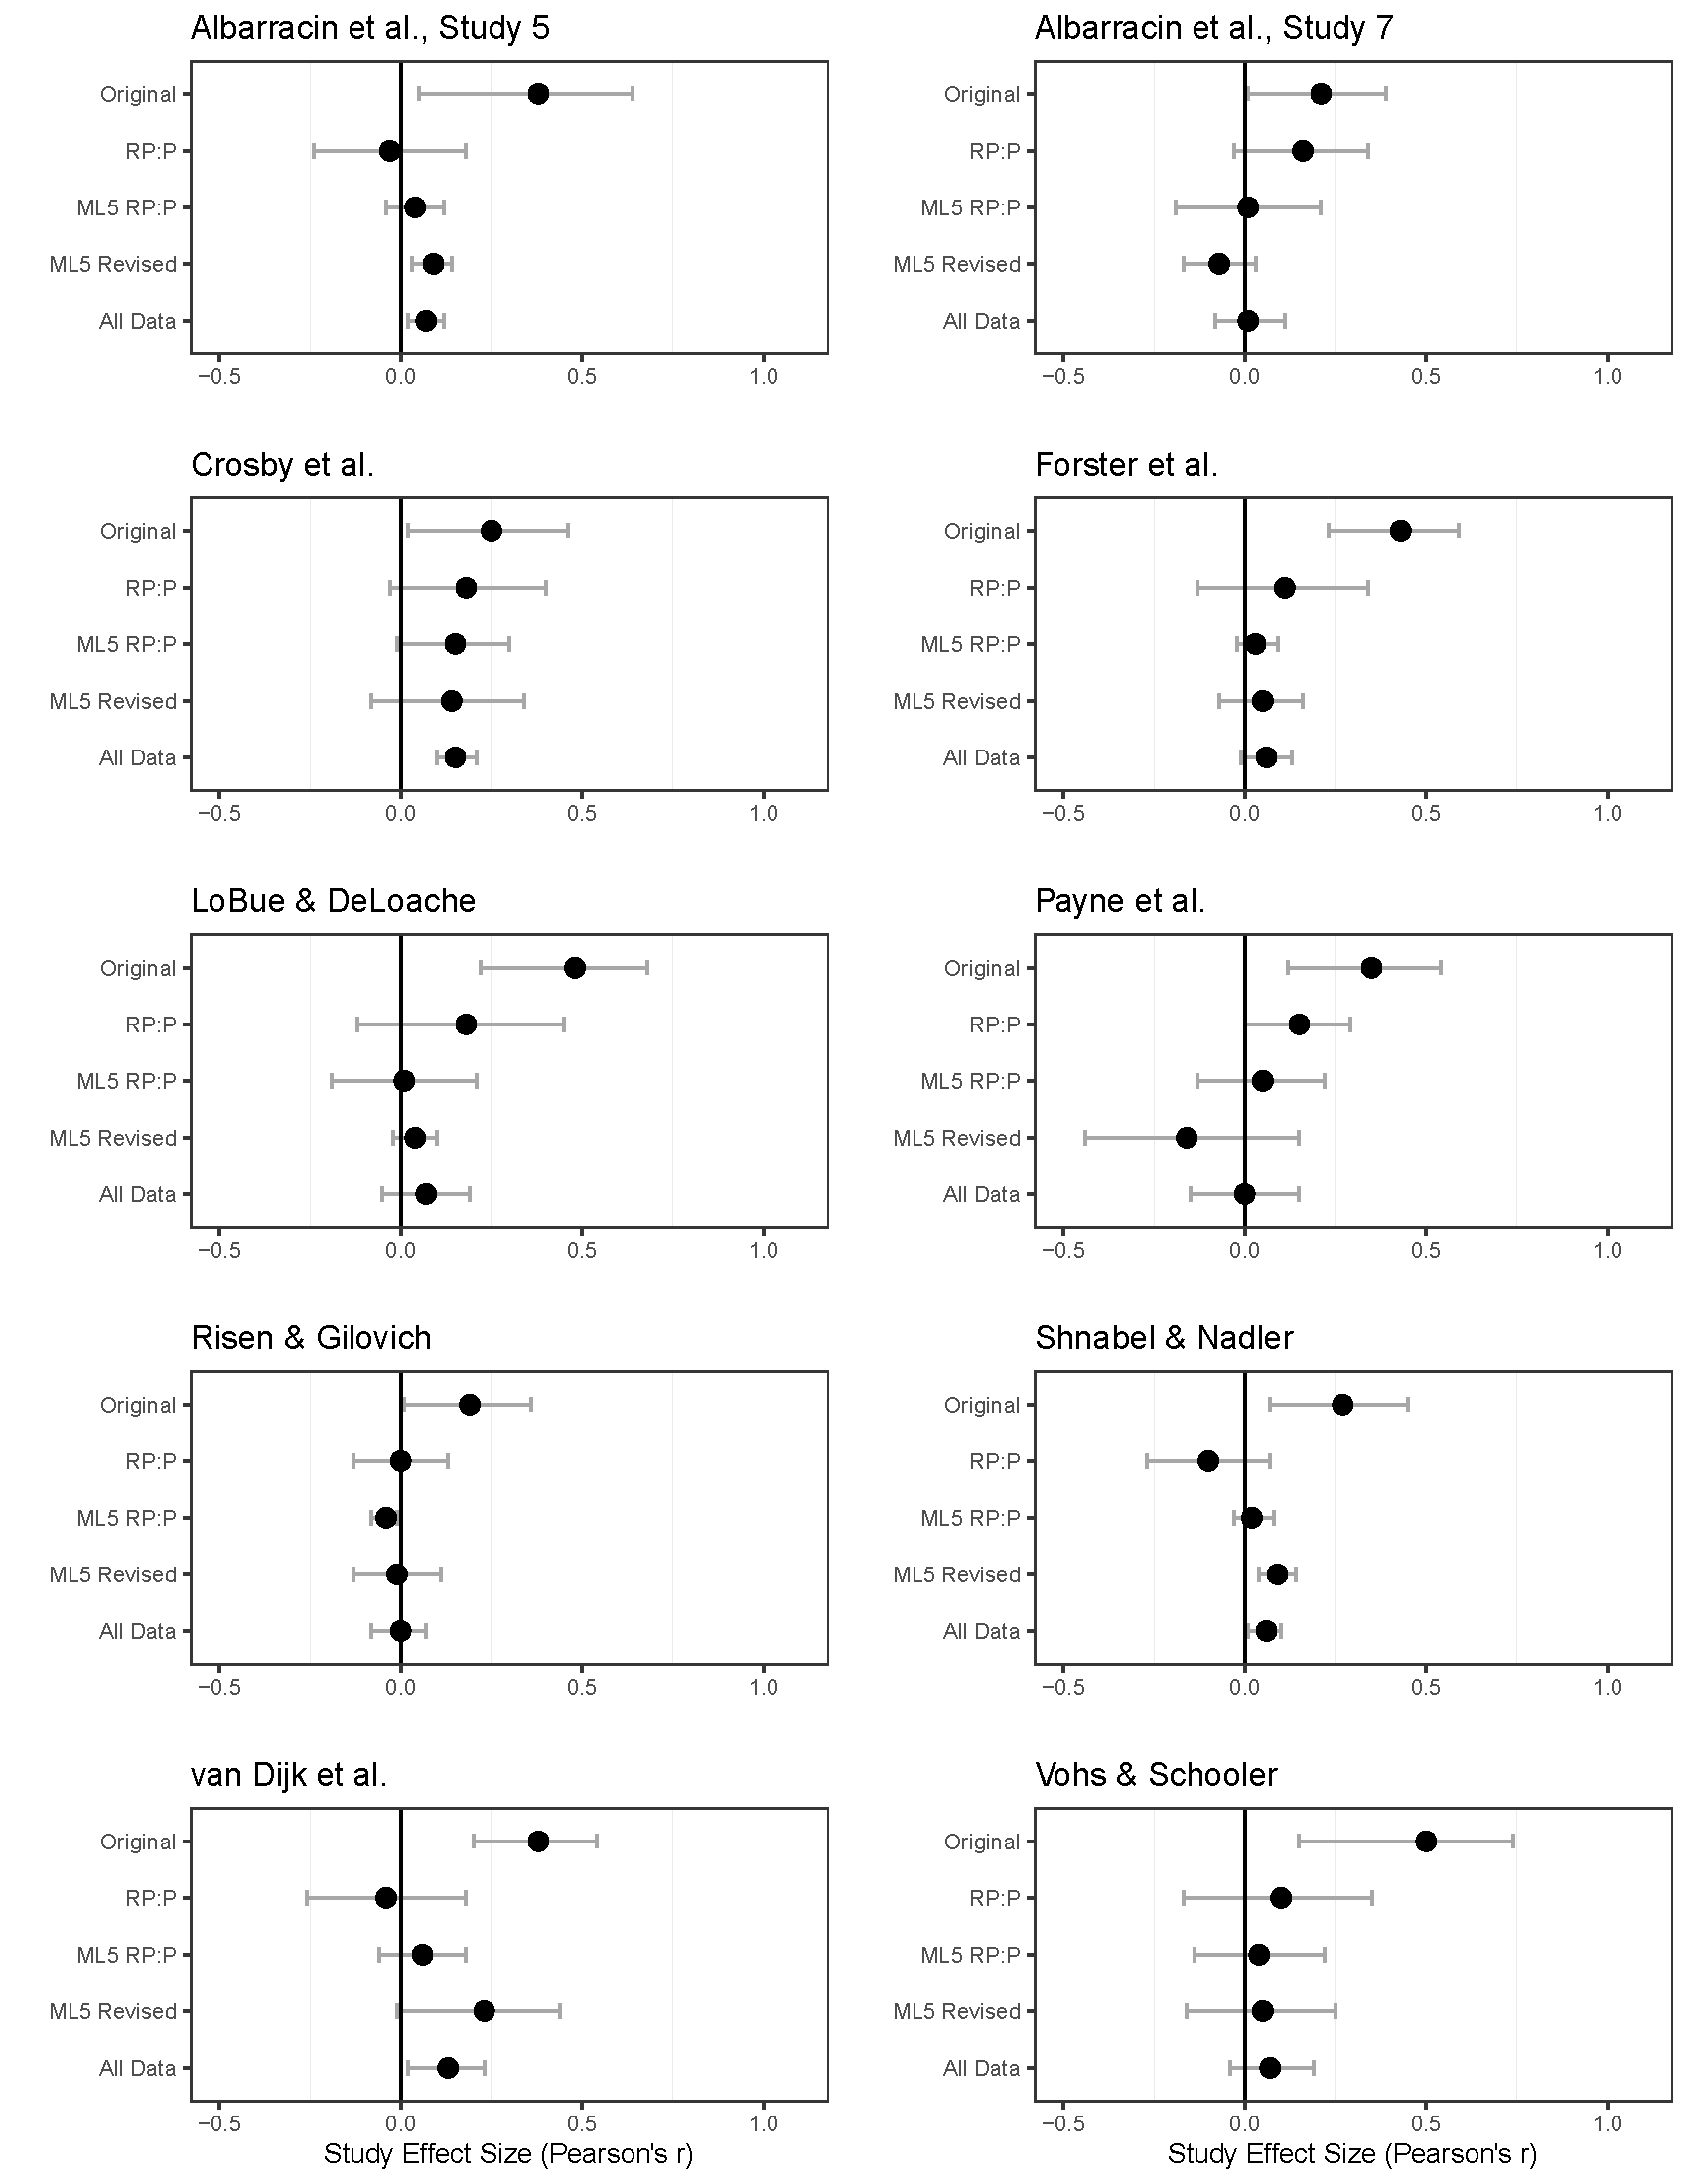 Albarracin et al., Study 5
Original
RP:P
ML5 RP:P
ML5 Revised
All Data
−0.5 0.0 0.5 1.0
Albarracin et al., Study 7
Original
RP:P
ML5 RP:P
ML5 Revised
All Data
−0.5 0.0 0.5 1.0
Crosby et al.
Original
RP:P
ML5 RP:P
ML5 Revised
All Data
−0.5 0.0 0.5 1.0
Forster et al.
Original
RP:P
ML5 RP:P
ML5 Revised
All Data
−0.5 0.0 0.5 1.0
LoBue & DeLoache
Original
RP:P
ML5 RP:P
ML5 Revised
All Data
−0.5 0.0 0.5 1.0
Payne et al.
Original
RP:P
ML5 RP:P
ML5 Revised
All Data
−0.5 0.0 0.5 1.0
Risen & Gilovich
Original
RP:P
ML5 RP:P
ML5 Revised
All Data
−0.5 0.0 0.5 1.0
Shnabel & Nadler
Original
RP:P
ML5 RP:P
ML5 Revised
All Data
−0.5 0.0 0.5 1.0
van Dijk et al.
Original
RP:P
ML5 RP:P
ML5 Revised
All Data
−0.5 0.0 0.5 1.0
Study Effect Size (Pearson's r)
Vohs & Schooler
Original
RP:P
ML5 RP:P
ML5 Revised
All Data
−0.5 0.0 0.5 1.0
Study Effect Size (Pearson's r)